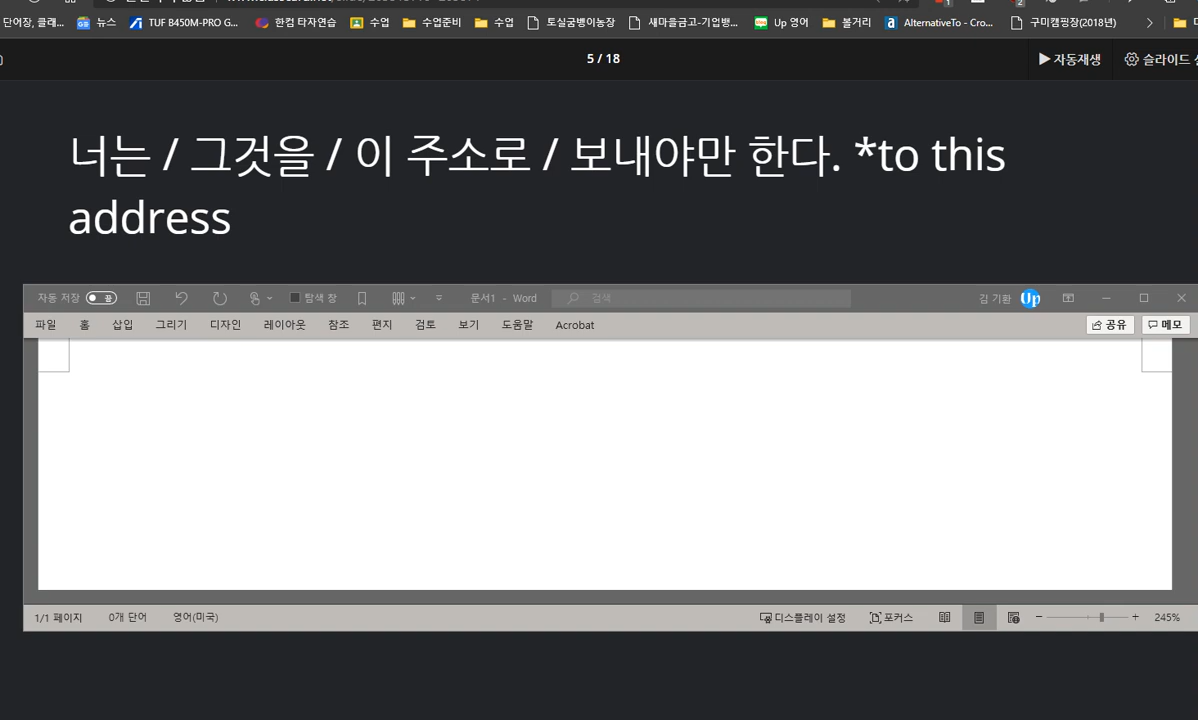 단어장, 클래... 뉴스 TUF B450M-PRO G... 한컴 타자연습 수업 수업준비 수업 토실굼뱅이농장 새마을금고-기업뱅... Up 영어 볼거리 AlternativeTo - Cro... 구미캠핑장(2018년)
5 / 18 자동재생 슬라이드
너는 / 그것을 / 이 주소로 / 보내야만 한다. *to this
address
자동 저장 끔 탐색 창 문서1 - Word 검색 김 기환 Up
파일 홈 삽입 그리기 디자인 레이아웃 참조 편지 검토 보기 도움말 Acrobat 공유 메모
1/1 페이지 0개 단어 영어(미국) 디스플레이 설정 포커스 245%